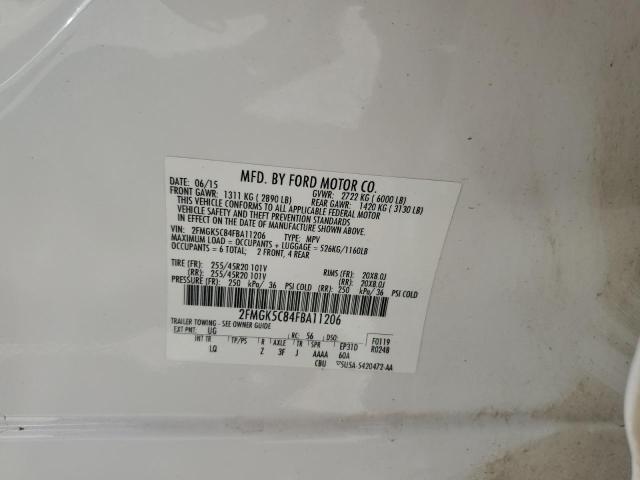 MFD. BY FORD MOTOR CO.
DATE: 06/15 GVWR: 2722 KG (6000 LB)
FRONT GAWR: 1311 KG (2890 LB) REAR GAWR: 1420 KG (3130 LB)
THIS VEHICLE CONFORMS TO ALL APPLICABLE FEDERAL MOTOR
VEHICLE SAFETY AND THEFT PREVENTION STANDARDS
IN EFFECT ON THE DATE OF MANUFACTURE SHOWN ABOVE.
VIN: 2FMGK5C84FBA11206 TYPE: MPV
MAXIMUM LOAD = OCCUPANTS + LUGGAGE = 526KG/1160LB
OCCUPANTS = 6 TOTAL; 2 FRONT, 4 REAR
TIRE (FR): 255/45R20 101V RIMS (FR): 20X8.0J
(RR): 255/45R20 101V (RR): 20X8.0J
PRESSURE (FR): 250 kPa/ 36 PSI COLD (RR): 250 kPa/ 36 PSI COLD
2FMGK5C84FBA11206
TRAILER TOWING - SEE OWNER GUIDE
EXT PNT: UG RC: 56 DSO: F0119
INT TR TP/PS R AXLE TR SPR EP31D R0248
LQ Z 3F J AAAA 60A
CBU 5U5A-5420472-AA